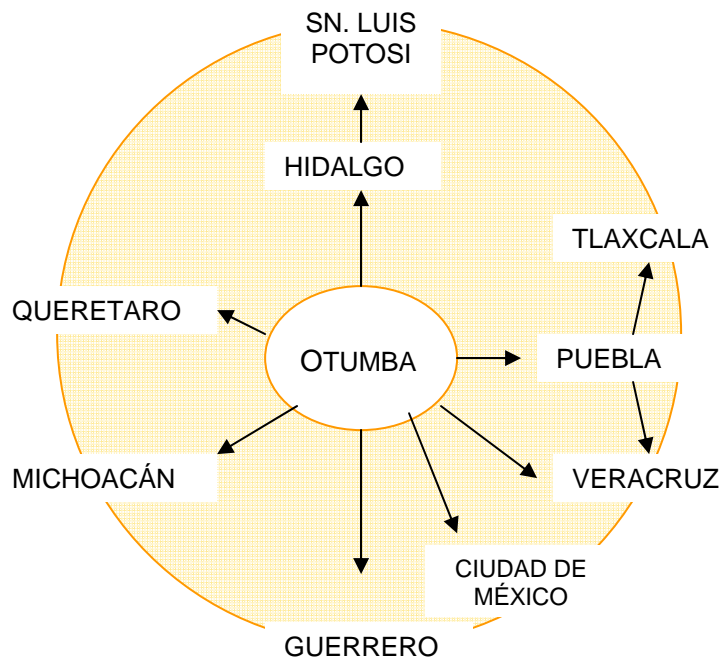 SN. LUIS
POTOSI
HIDALGO
TLAXCALA
QUERETARO
OTUMBA
PUEBLA
MICHOACÁN
VERACRUZ
CIUDAD DE
MÉXICO
GUERRERO